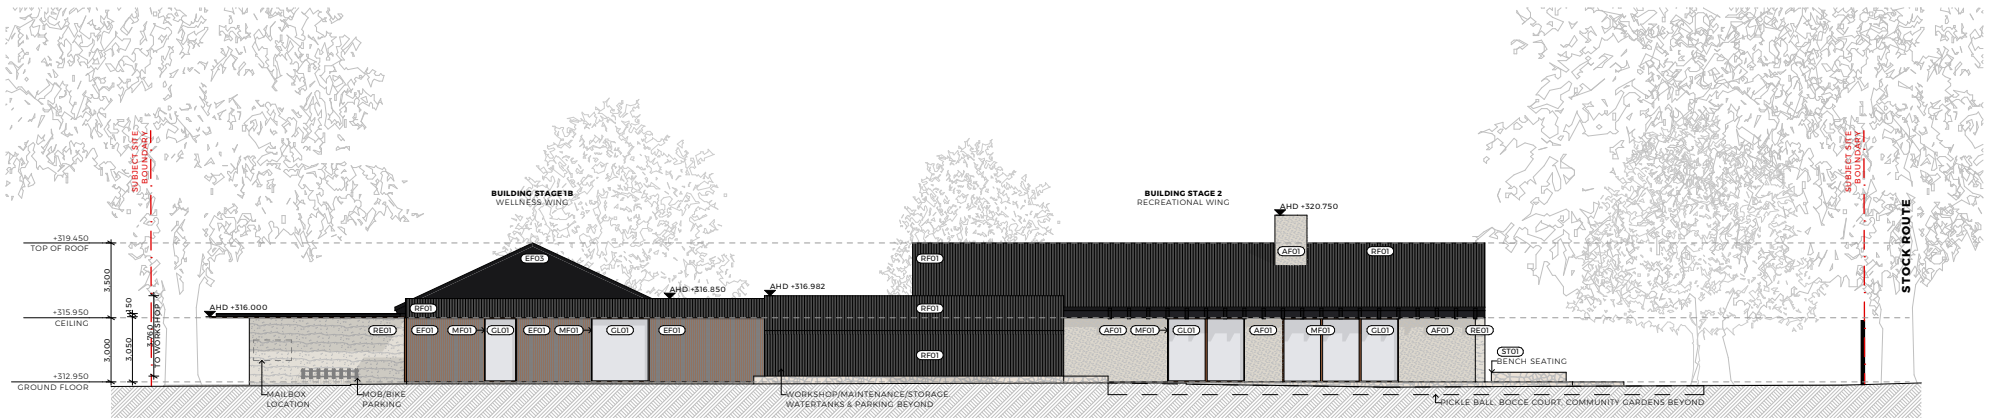 SUBJECT SITE
BOUNDARY
SUBJECT SITE
BOUNDARY
STOCK ROUTE
BUILDING STAGE 1B
WELLNESS WING
BUILDING STAGE 2
RECREATIONAL WING
AHD +320.750
+319.450
TOP OF ROOF
3,500
EF03
RF01
AF01
RF01
AHD +316.850
AHD +316.982
AHD +316.000
+315.950
CEILING
RF01
RF01
3,000
3,050
TO WORKSHOP
RE01
EF01
MF01
GL01
EF01
MF01
GL01
EF01
AF01
MF01
GL01
AF01
MF01
GL01
AF01
RE01
RF01
ST01
BENCH SEATING
+312.950
GROUND FLOOR
MAILBOX
LOCATION
MOB/BIKE
PARKING
WORKSHOP/MAINTENANCE/STORAGE.
WATERTANKS & PARKING BEYOND
PICKLE BALL, BOCCE COURT, COMMUNITY GARDENS BEYOND